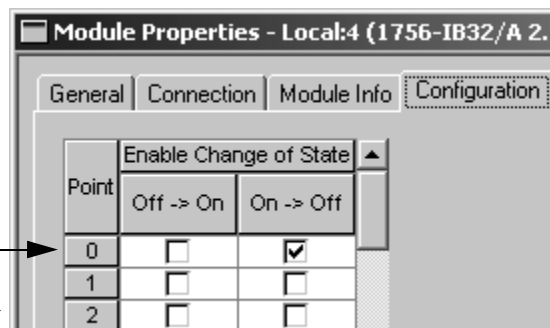 Module Properties - Local:4 (1756-IB32/A 2.
General Connection Module Info Configuration
Enable Change of State
Point Off -> On On -> Off
0
1
2